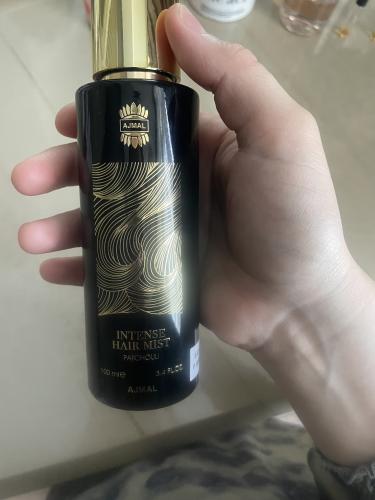 AJMAL
INTENSE
HAIR MIST
PATCHOULI
100 ml℮ 3.4 FL.OZ
AJMAL